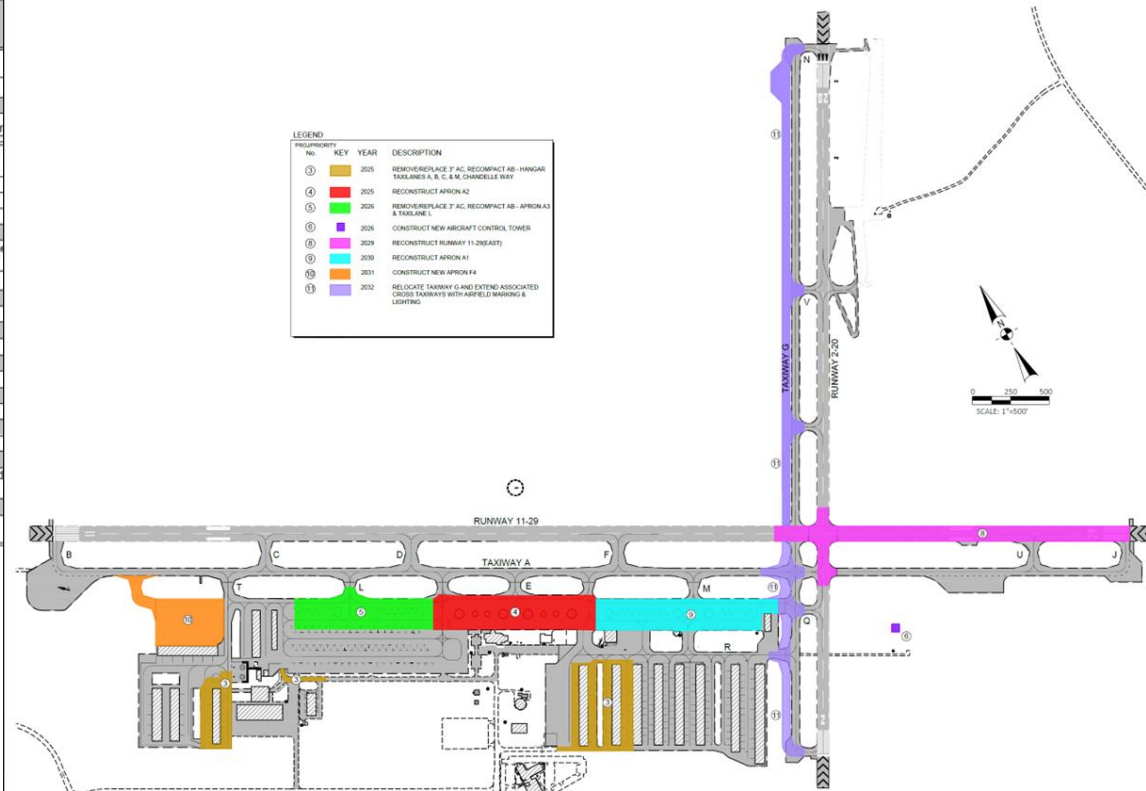 LEGEND
PROJ/PRIORITY
No. KEY YEAR DESCRIPTION
3 2025 REMOVE/REPLACE 3" AC, RECOMPACT AB - HANGAR
TAXILANES A, B, C, & M, CHANDELLE WAY
4 2025 RECONSTRUCT APRON A2
5 2026 REMOVE/REPLACE 3" AC, RECOMPACT AB - APRON A3
& TAXILANE L
6 2026 CONSTRUCT NEW AIRCRAFT CONTROL TOWER
8 2029 RECONSTRUCT RUNWAY 11-29(EAST)
9 2030 RECONSTRUCT APRON A1
10 2031 CONSTRUCT NEW APRON F4
11 2032 RELOCATE TAXIWAY G AND EXTEND ASSOCIATED
CROSS TAXIWAYS WITH AIRFIELD MARKING &
LIGHTING
N
11
V
TAXIWAY G
RUNWAY 2-20
N
0 250 500
SCALE: 1"=500'
11
RUNWAY 11-29
8
B C D F U J
TAXIWAY A
T L E M 11
10 5 4 9 Q
6
R
3 3 3
11
2